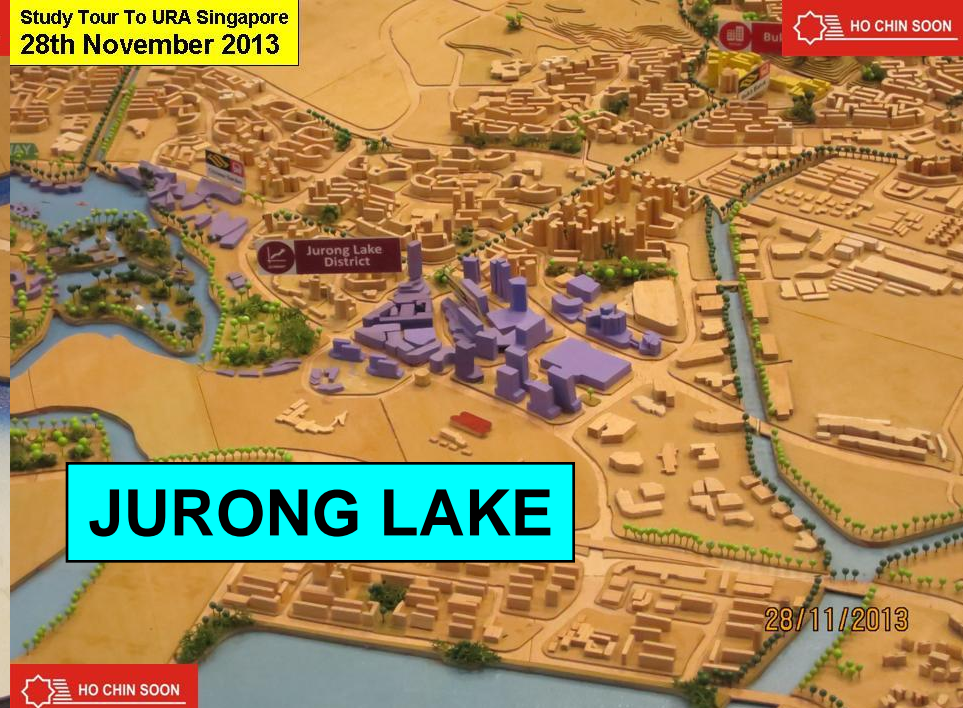 Study Tour To URA Singapore
28th November 2013
HO CHIN SOON
Jurong Lake
District
JURONG LAKE
28/11/2013
HO CHIN SOON